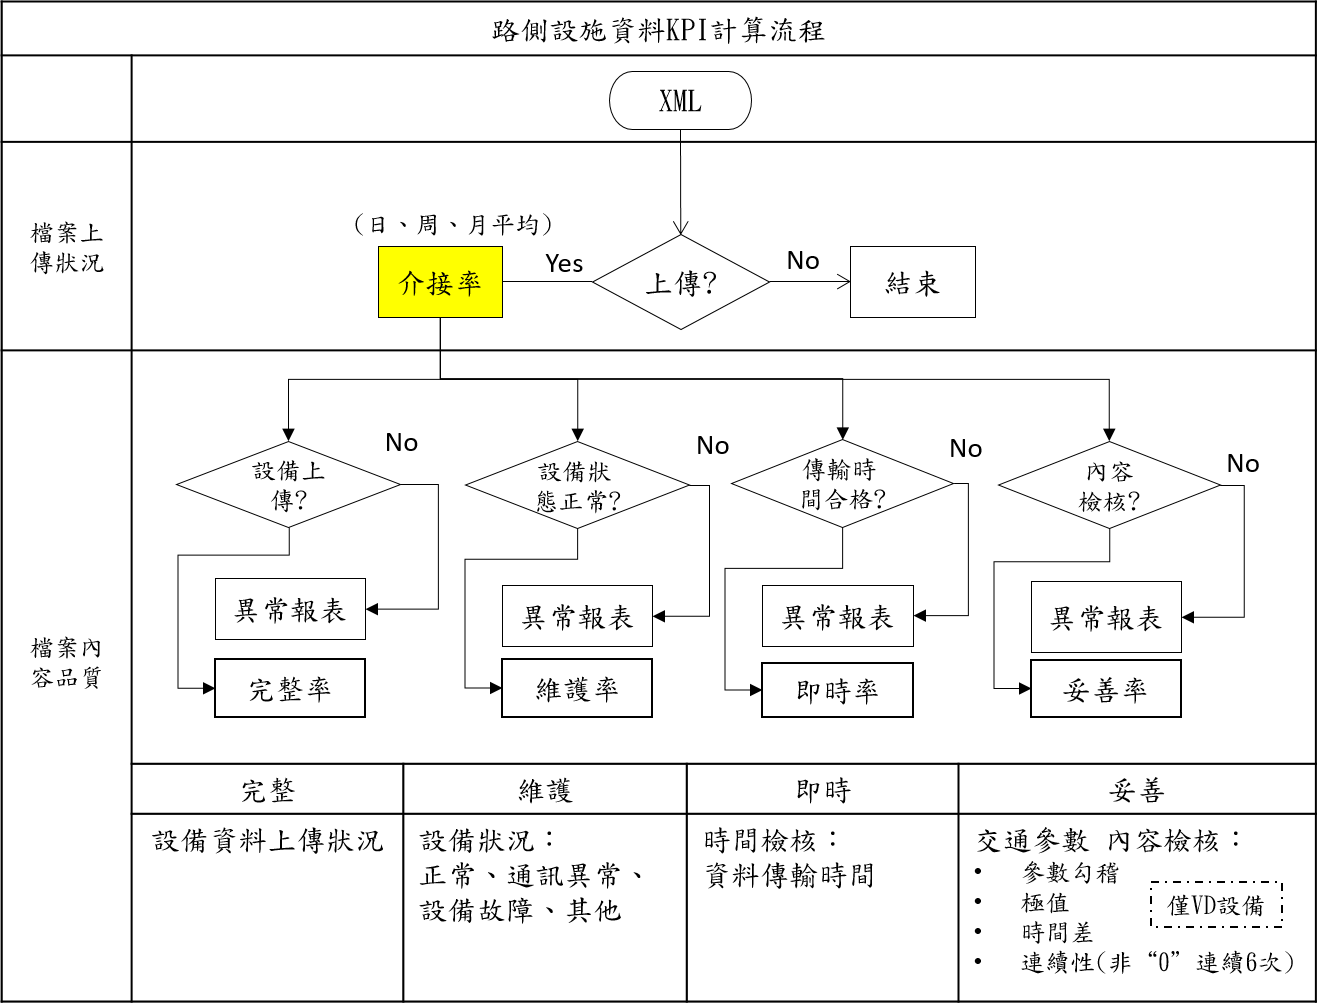 路側設施資料KPI計算流程
XML
檔案上
傳狀況
(日、周、月平均)
介接率
Yes
上傳?
No
結束
檔案內
容品質
設備上
傳?
No
設備狀
態正常?
No
傳輸時
間合格?
No
內容
檢核?
No
異常報表
異常報表
異常報表
異常報表
完整率
維護率
即時率
妥善率
完整
維護
即時
妥善
設備資料上傳狀況
設備狀況：
正常、通訊異常、
設備故障、其他
時間檢核：
資料傳輸時間
交通參數 內容檢核：
• 參數勾稽
• 極值
• 時間差
• 連續性(非“0”連續6次)
僅VD設備